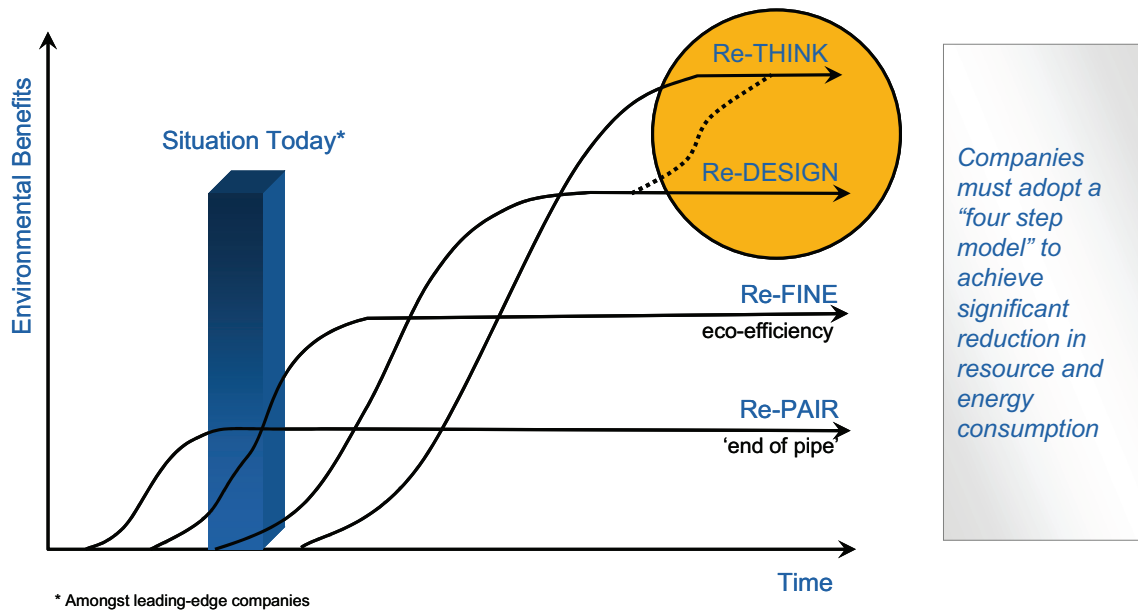 Environmental Benefits
Situation Today*
Re-THINK
Re-DESIGN
Re-FINE
eco-efficiency
Re-PAIR
‘end of pipe’
Time
* Amongst leading-edge companies
Companies
must adopt a
“four step
model” to
achieve
significant
reduction in
resource and
energy
consumption